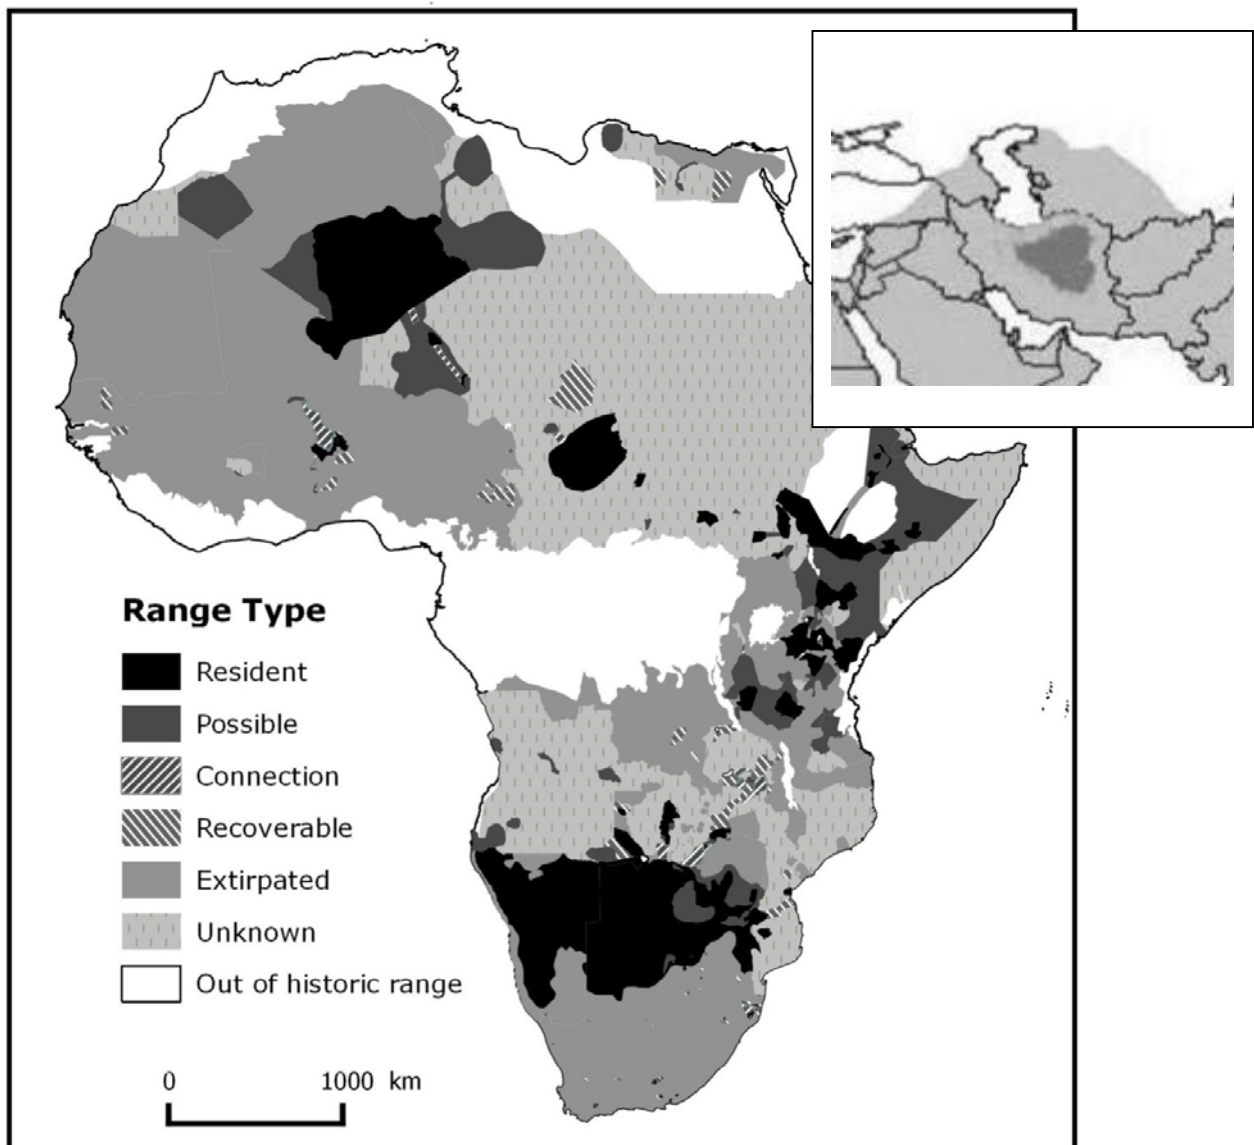 Range Type
Resident
Possible
Connection
Recoverable
Extirpated
Unknown
Out of historic range
0 1000 km